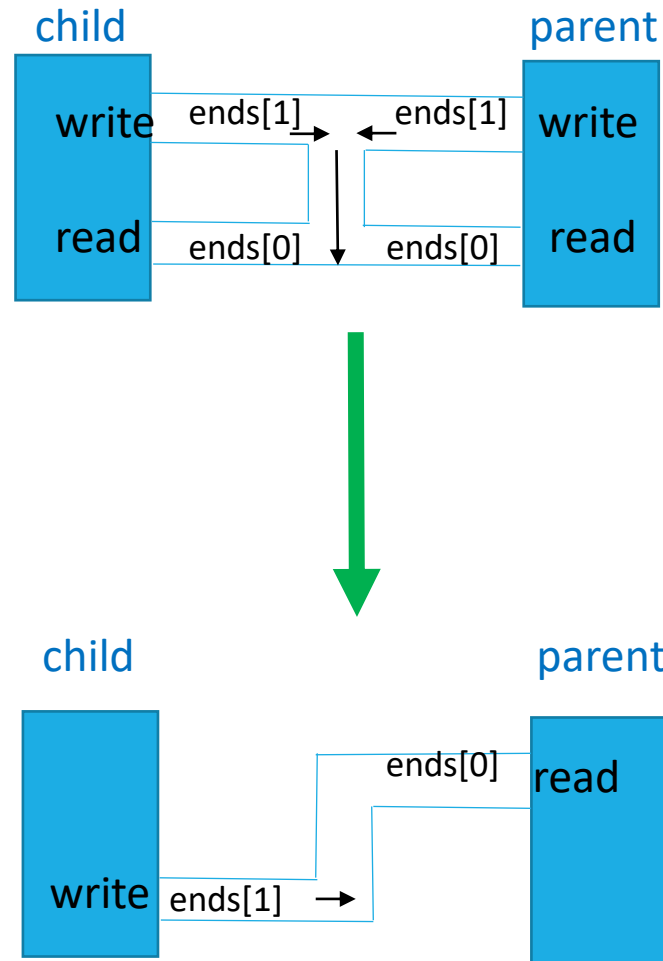 child parent
ends[1] ends[1]
write write
read read
ends[0] ends[0]
child parent
ends[0] read
write ends[1]